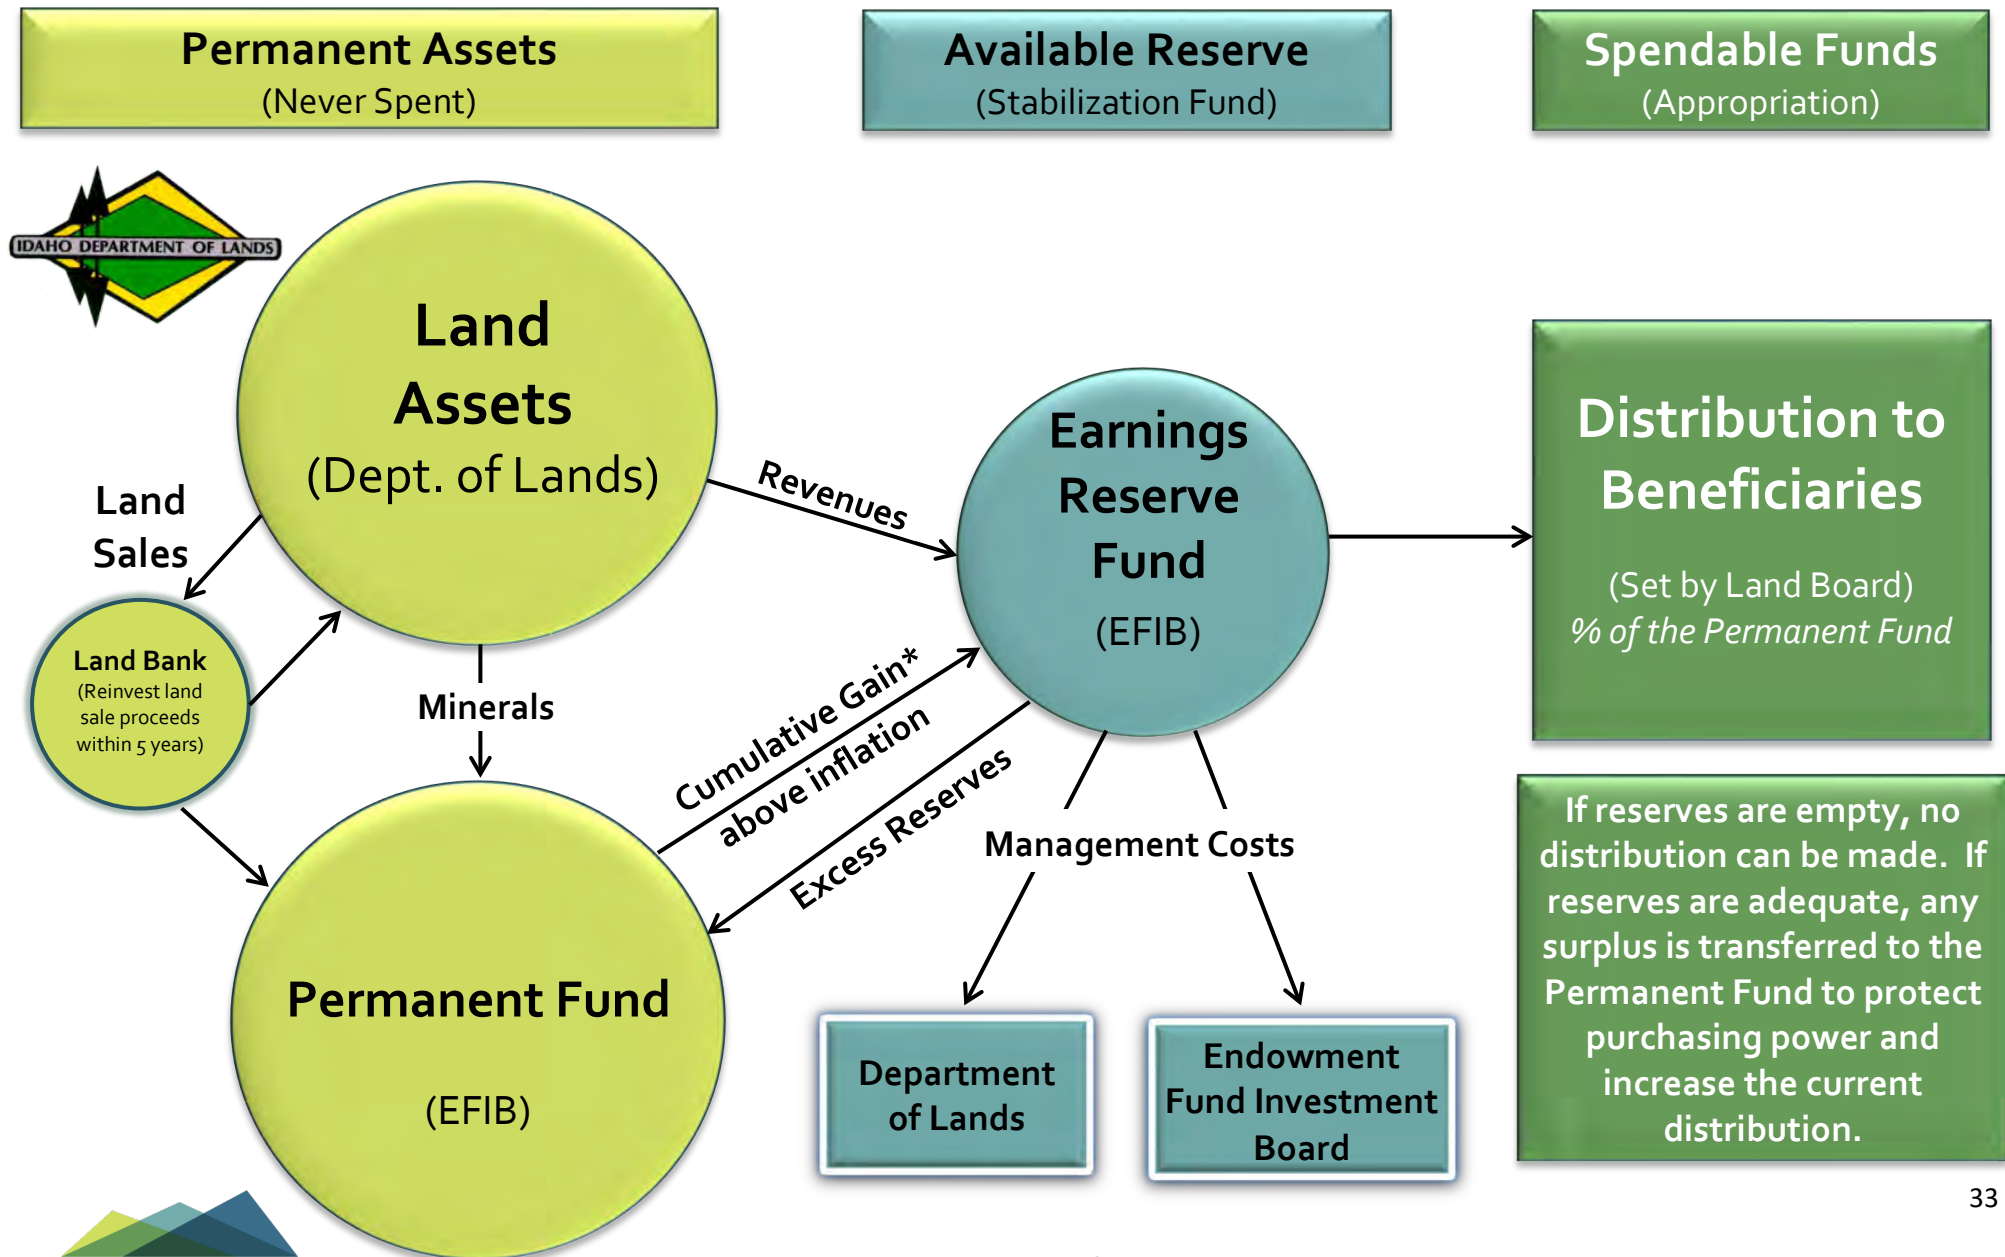 Permanent Assets
(Never Spent)
Available Reserve
(Stabilization Fund)
Spendable Funds
(Appropriation)
IDAHO DEPARTMENT OF LANDS
Land
Assets
(Dept. of Lands)
Land
Sales
Land Bank
(Reinvest land
sale proceeds
within 5 years)
Revenues
Minerals
Cumulative Gain*
above inflation
Excess Reserves
Permanent Fund
(EFIB)
Earnings
Reserve
Fund
(EFIB)
Management Costs
Department
of Lands
Endowment
Fund Investment
Board
Distribution to
Beneficiaries
(Set by Land Board)
% of the Permanent Fund
If reserves are empty, no
distribution can be made.  If
reserves are adequate, any
surplus is transferred to the
Permanent Fund to protect
purchasing power and
increase the current
distribution.
33